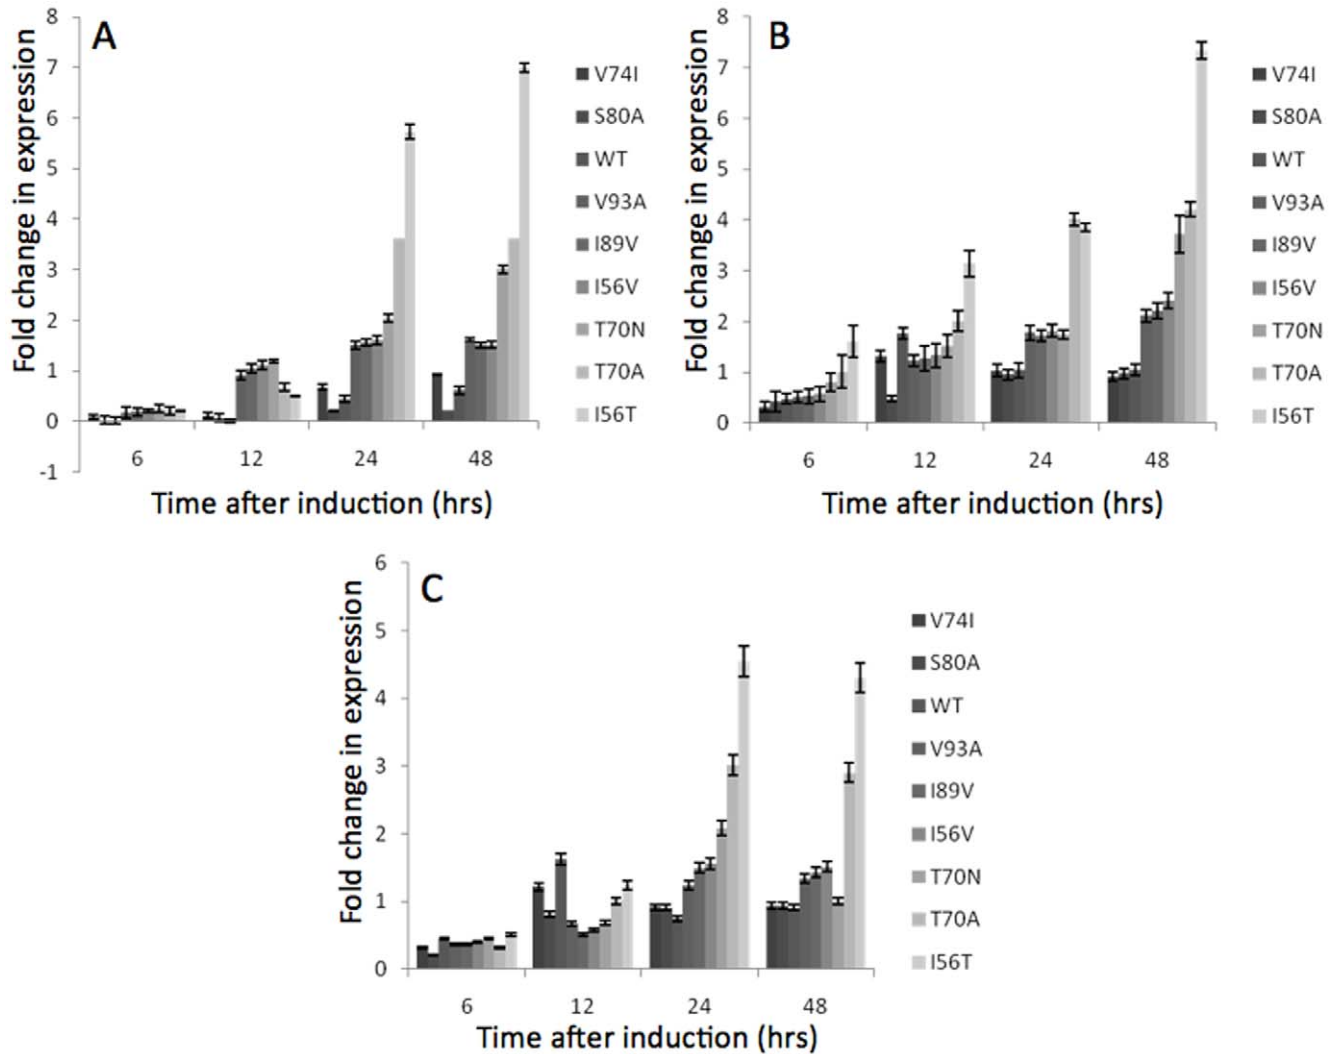 A
Fold change in expression
8
7
6
5
4
3
2
1
0
-1
6 12 24 48
Time after induction (hrs)
V74I
S80A
WT
V93A
I89V
I56V
T70N
T70A
I56T
B
Fold change in expression
8
7
6
5
4
3
2
1
0
6 12 24 48
Time after induction (hrs)
V74I
S80A
WT
V93A
I89V
I56V
T70N
T70A
I56T
C
Fold change in expression
6
5
4
3
2
1
0
6 12 24 48
Time after induction (hrs)
V74I
S80A
WT
V93A
I89V
I56V
T70N
T70A
I56T